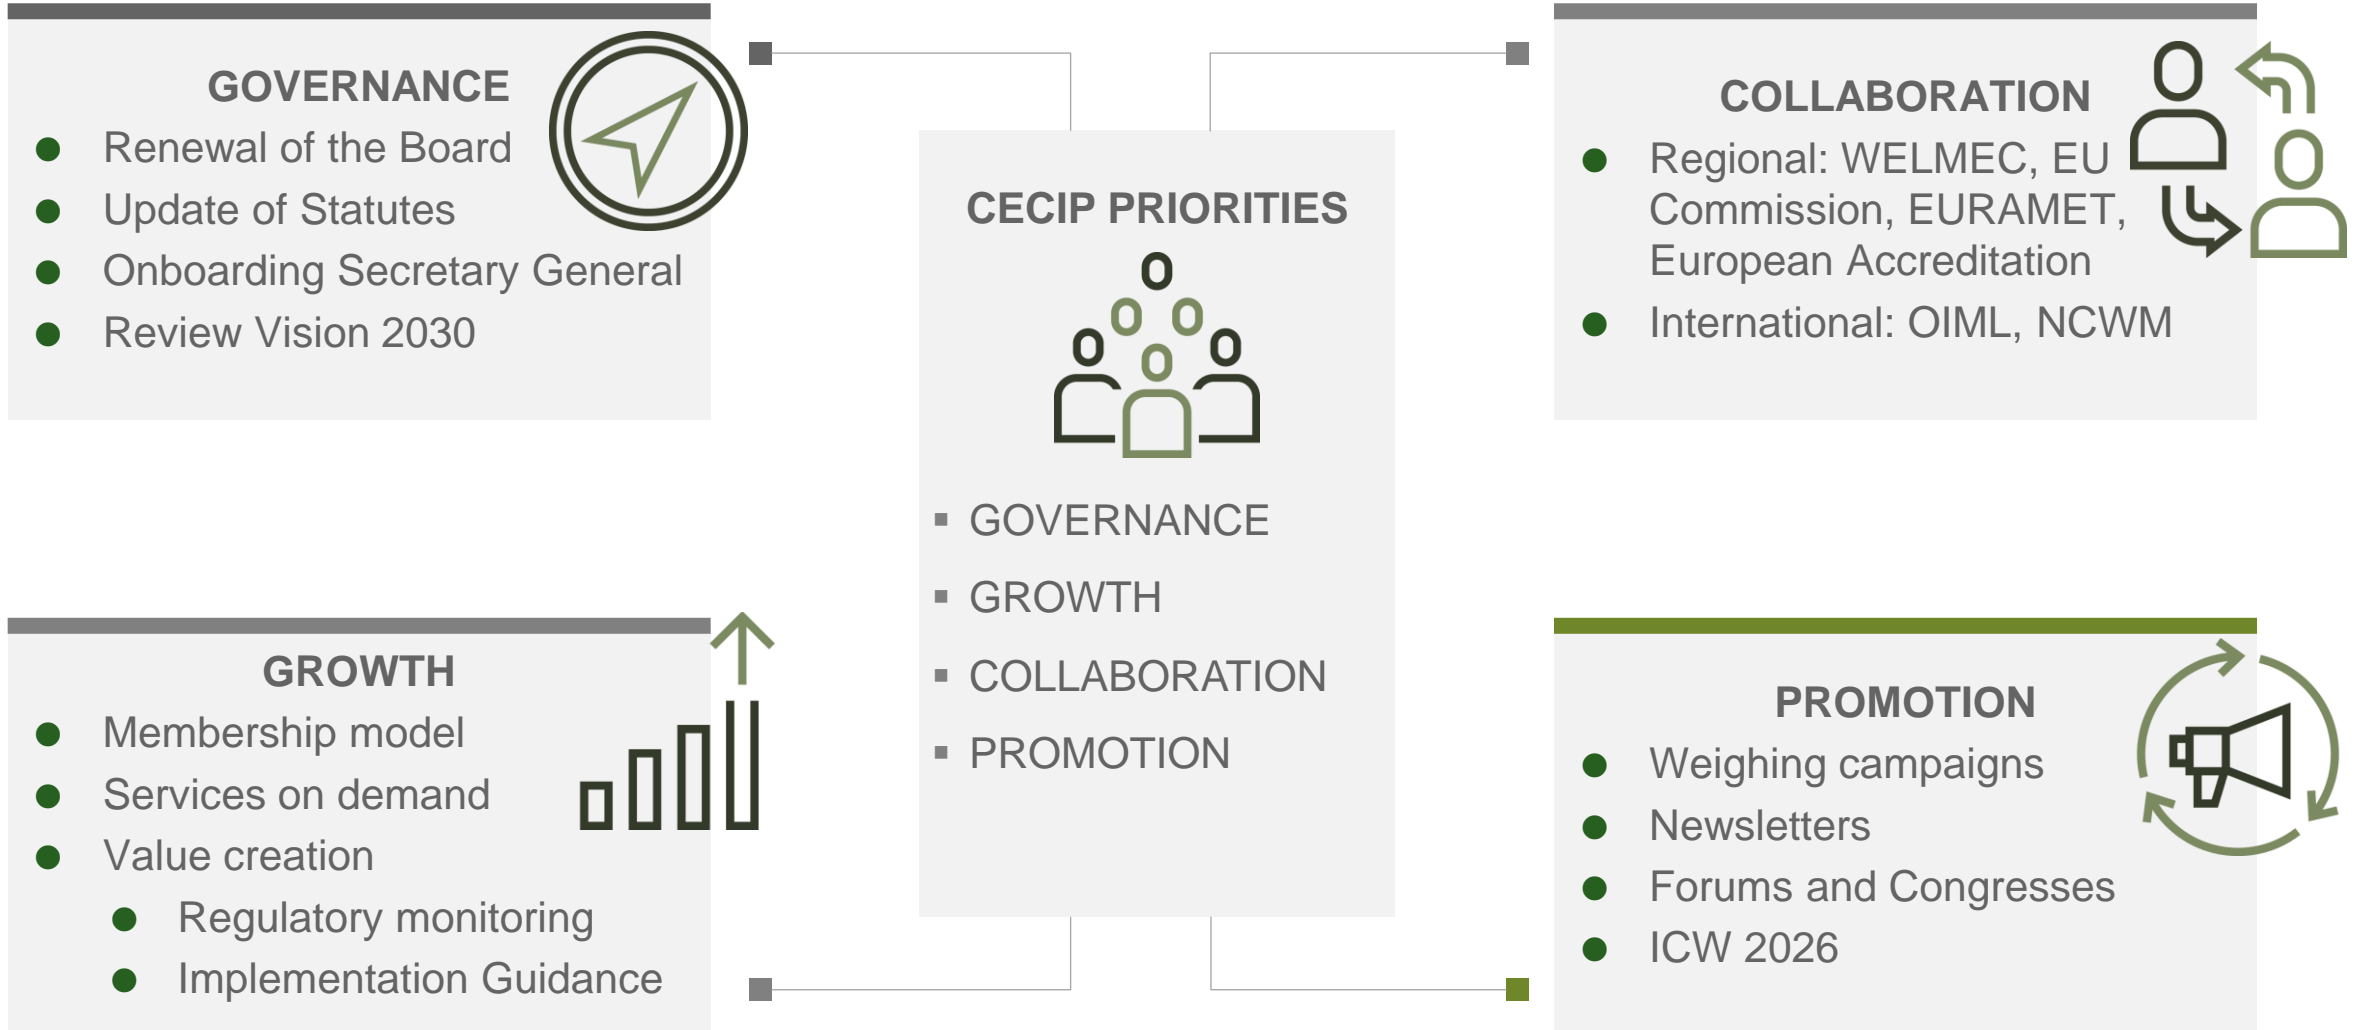 GOVERNANCE
Renewal of the Board
Update of Statutes
Onboarding Secretary General
Review Vision 2030
GROWTH
Membership model
Services on demand
Value creation
Regulatory monitoring
Implementation Guidance
CECIP PRIORITIES
GOVERNANCE
GROWTH
COLLABORATION
PROMOTION
COLLABORATION
Regional: WELMEC, EU
Commission, EURAMET,
European Accreditation
International: OIML, NCWM
PROMOTION
Weighing campaigns
Newsletters
Forums and Congresses
ICW 2026